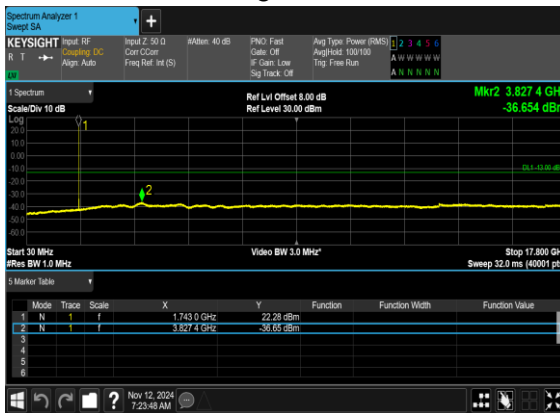 Spectrum Analyzer 1
Swept SA
KEYSIGHT
R T
Input: RF
Coupling: DC
Align: Auto
Input Z: 50 Ω
Corr CCorr
Freq Ref: Int (S)
#Atten: 40 dB
PNO: Fast
Gate: Off
IF Gain: Low
Sig Track: Off
Avg Type: Power (RMS)
Avg|Hold: 100/100
Trig: Free Run
1 2 3 4 5 6
A W W W W W
A N N N N N
1 Spectrum
Scale/Div 10 dB
Ref Lvl Offset 8.00 dB
Ref Level 30.00 dBm
Mkr2 3.827 4 GH
-36.654 dBm
Log
20.0
10.0
0.00
-10.0
-20.0
-30.0
-40.0
-50.0
-60.0
1
2
DL1 -13.00 dB
Start 30 MHz
#Res BW 1.0 MHz
Video BW 3.0 MHz*
Stop 17.800 GH
Sweep 32.0 ms (40001 pt
5 Marker Table
Mode Trace Scale X Y Function Function Width Function Value
1 N 1 f 1.743 0 GHz 22.28 dBm
2 N 1 f 3.827 4 GHz -36.65 dBm
3
4
5
6
?
Nov 12, 2024
7:23:48 AM